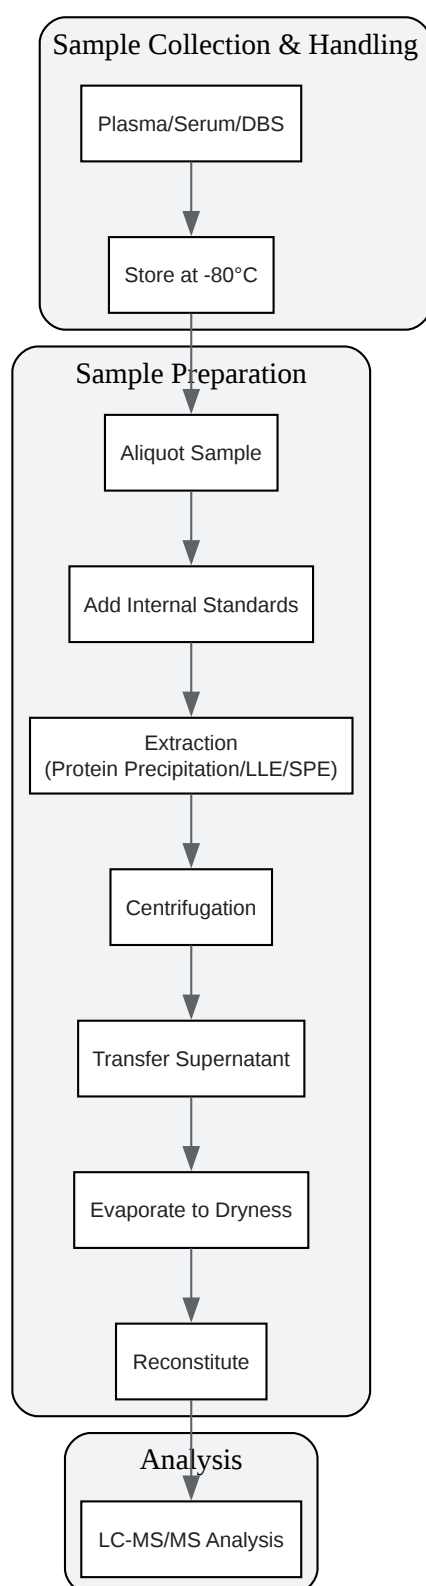 Sample Collection & Handling
Plasma/Serum/DBS
Store at -80°C
Sample Preparation
Aliquot Sample
Add Internal Standards
Extraction
(Protein Precipitation/LLE/SPE)
Centrifugation
Transfer Supernatant
Evaporate to Dryness
Reconstitute
Analysis
LC-MS/MS Analysis